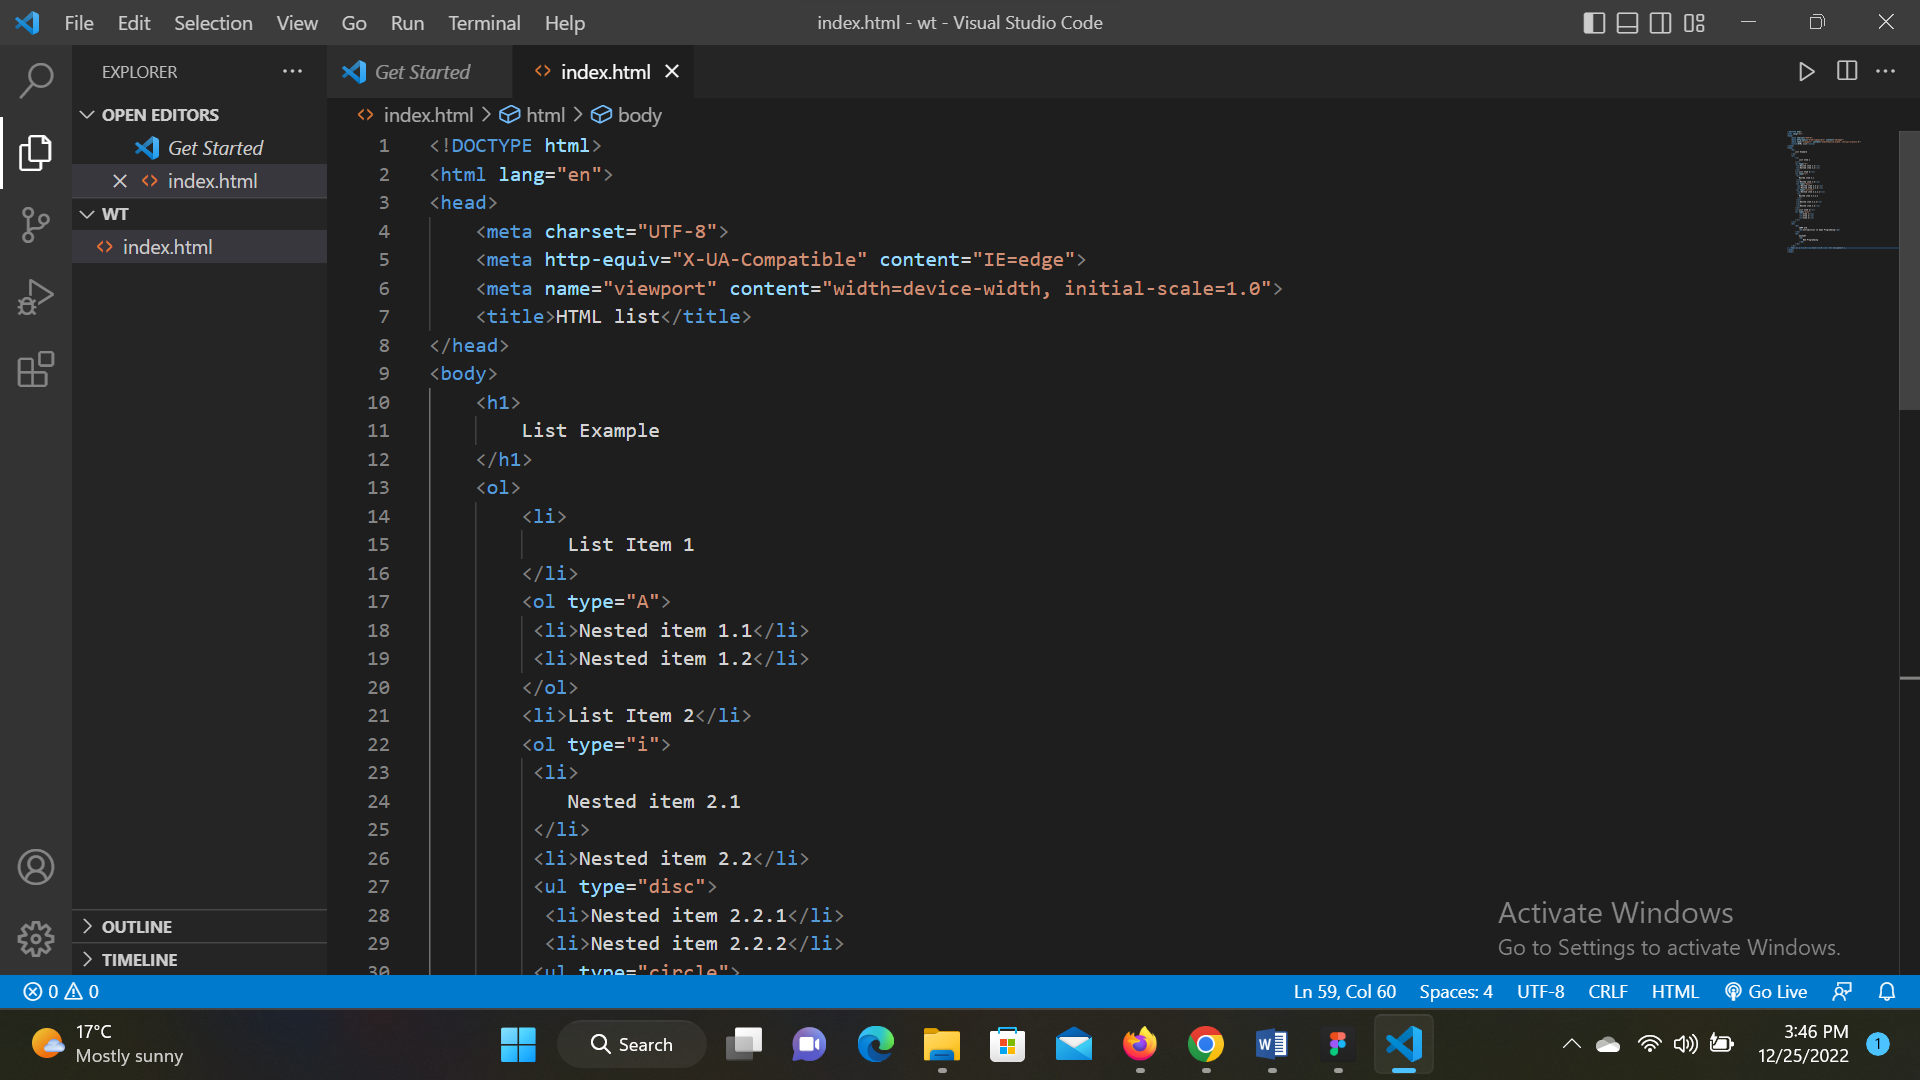 File Edit Selection View Go Run Terminal Help
index.html - wt - Visual Studio Code
EXPLORER
OPEN EDITORS
Get Started
index.html
WT
index.html
OUTLINE
TIMELINE
Get Started
index.html
index.html > html > body
1 <!DOCTYPE html>
2 <html lang="en">
3 <head>
4 <meta charset="UTF-8">
5 <meta http-equiv="X-UA-Compatible" content="IE=edge">
6 <meta name="viewport" content="width=device-width, initial-scale=1.0">
7 <title>HTML list</title>
8 </head>
9 <body>
10 <h1>
11 List Example
12 </h1>
13 <ol>
14 <li>
15 List Item 1
16 </li>
17 <ol type="A">
18 <li>Nested item 1.1</li>
19 <li>Nested item 1.2</li>
20 </ol>
21 <li>List Item 2</li>
22 <ol type="i">
23 <li>
24 Nested item 2.1
25 </li>
26 <li>Nested item 2.2</li>
27 <ul type="disc">
28 <li>Nested item 2.2.1</li>
29 <li>Nested item 2.2.2</li>
30 <ul type="circle">
Activate Windows
Go to Settings to activate Windows.
0 0
Ln 59, Col 60 Spaces: 4 UTF-8 CRLF HTML Go Live
17°C
Mostly sunny
Search
3:46 PM
12/25/2022
1